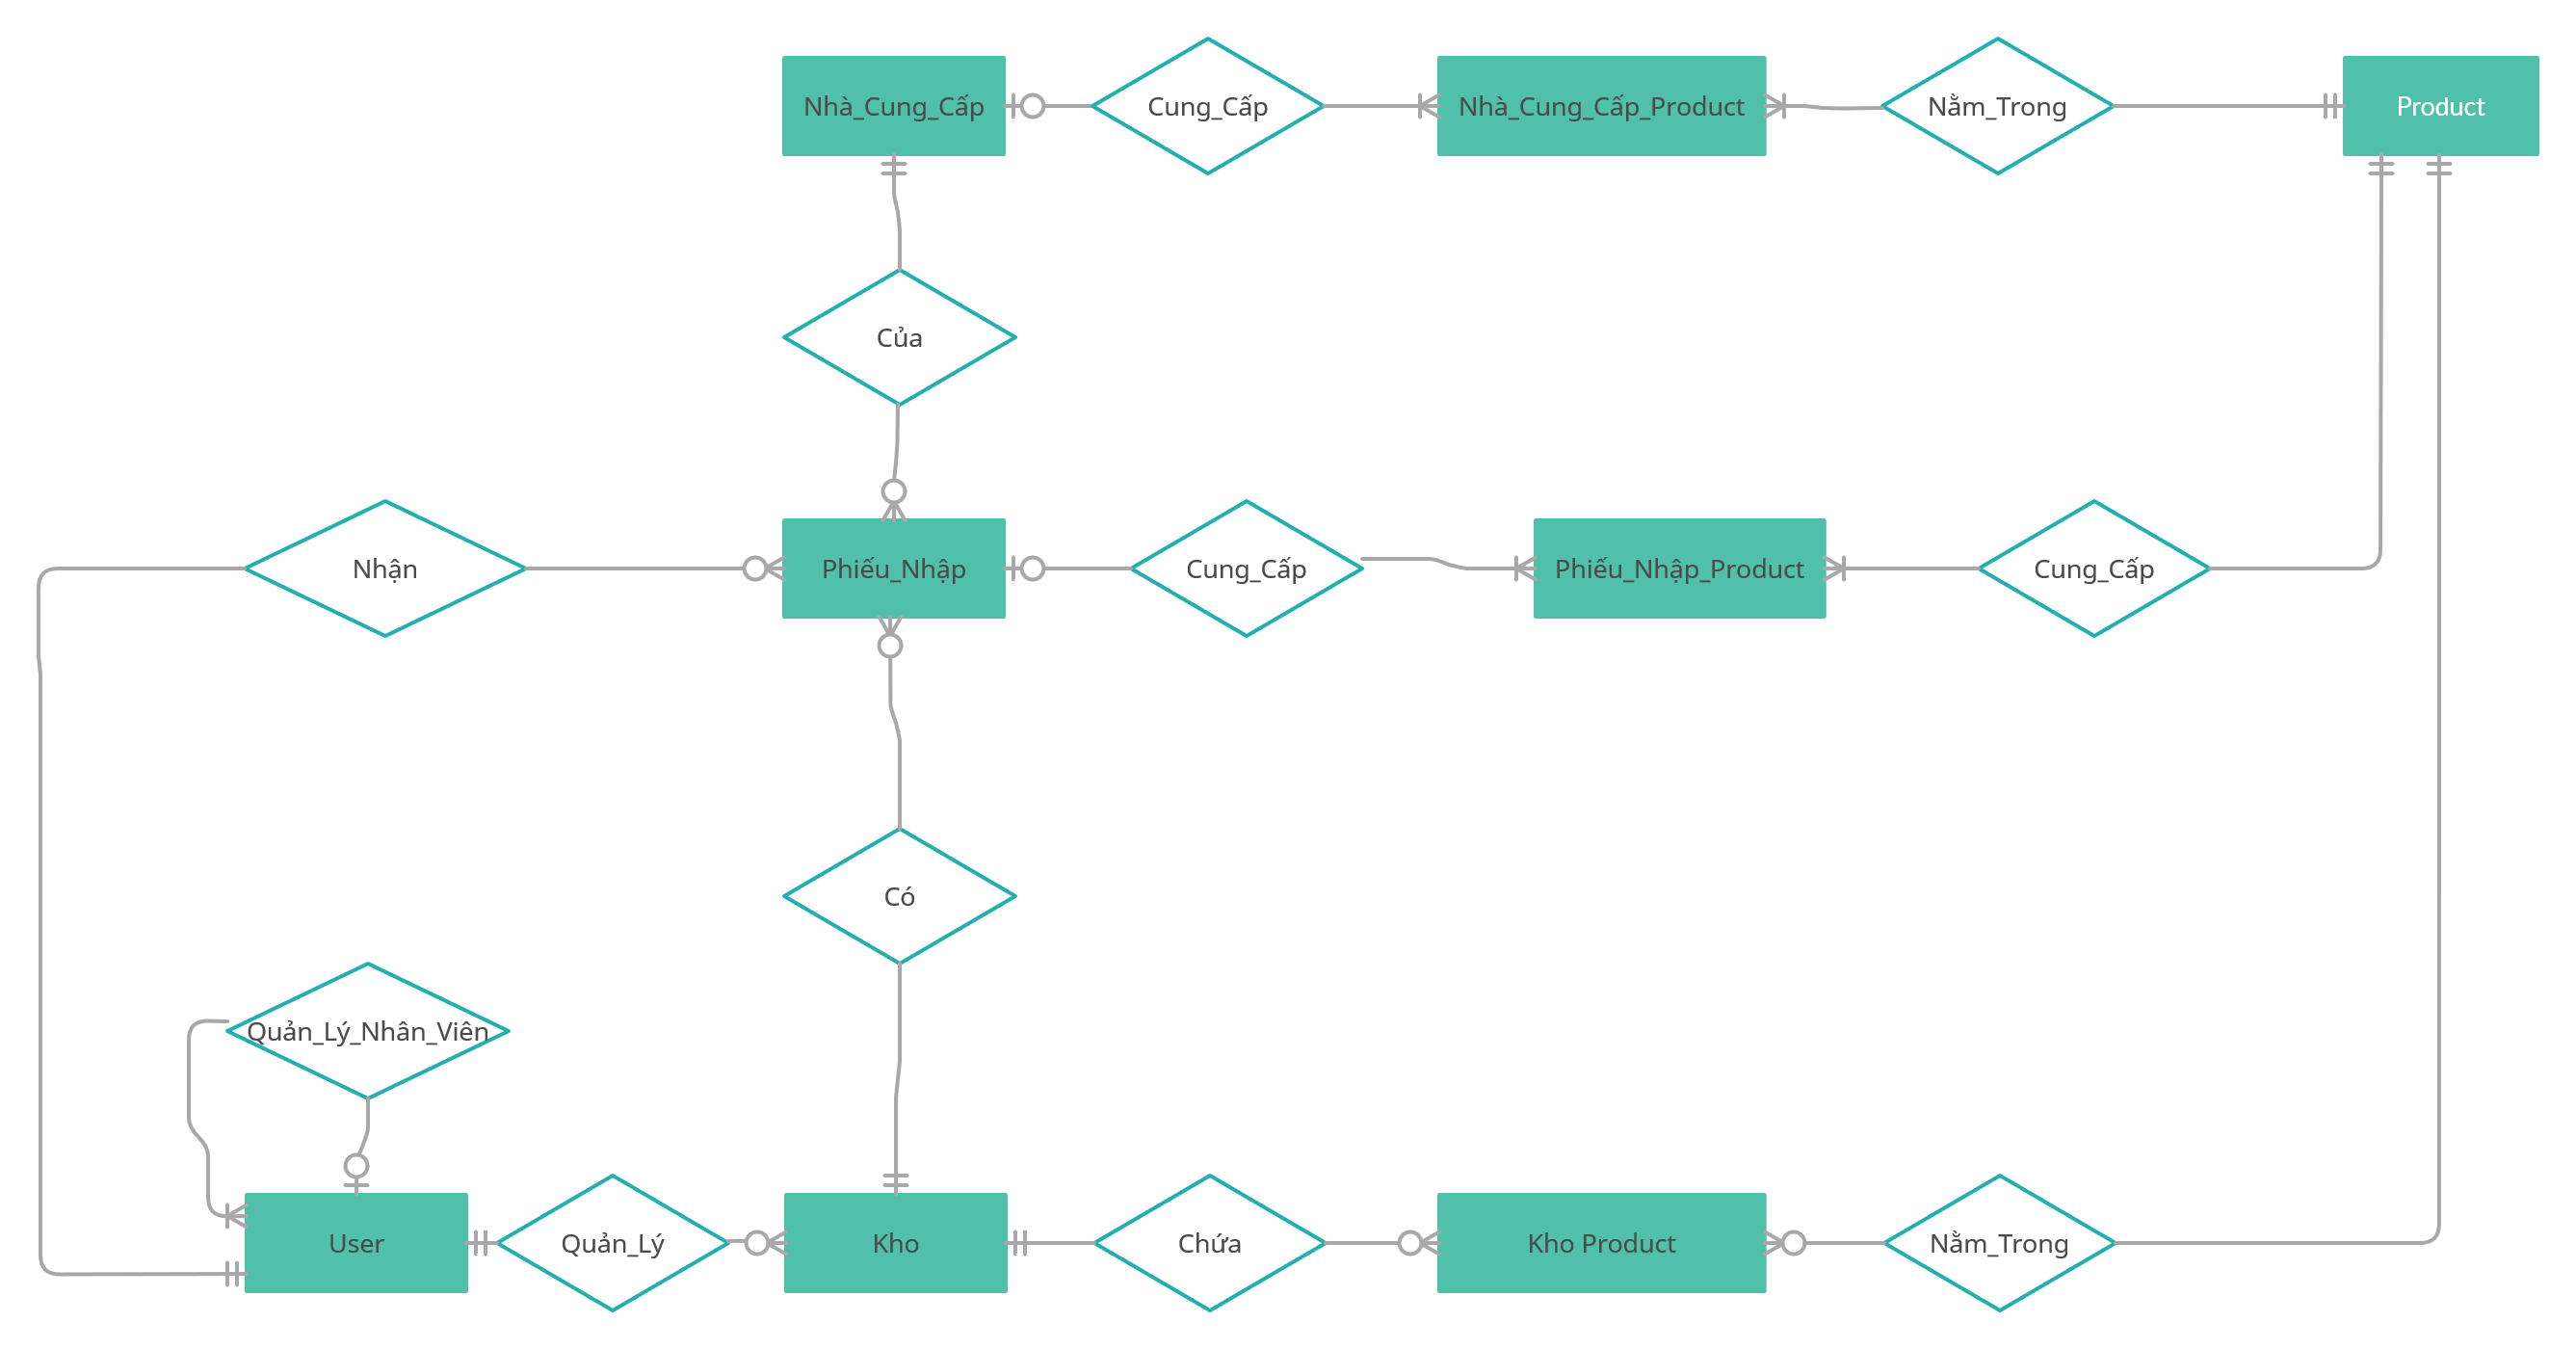 Nhà_Cung_Cấp
Cung_Cấp
Nhà_Cung_Cấp_Product
Nằm_Trong
Product
Của
Nhận
Phiếu_Nhập
Cung_Cấp
Phiếu_Nhập_Product
Cung_Cấp
Có
Quản_Lý_Nhân_Viên
User
Quản_Lý
Kho
Chứa
Kho Product
Nằm_Trong